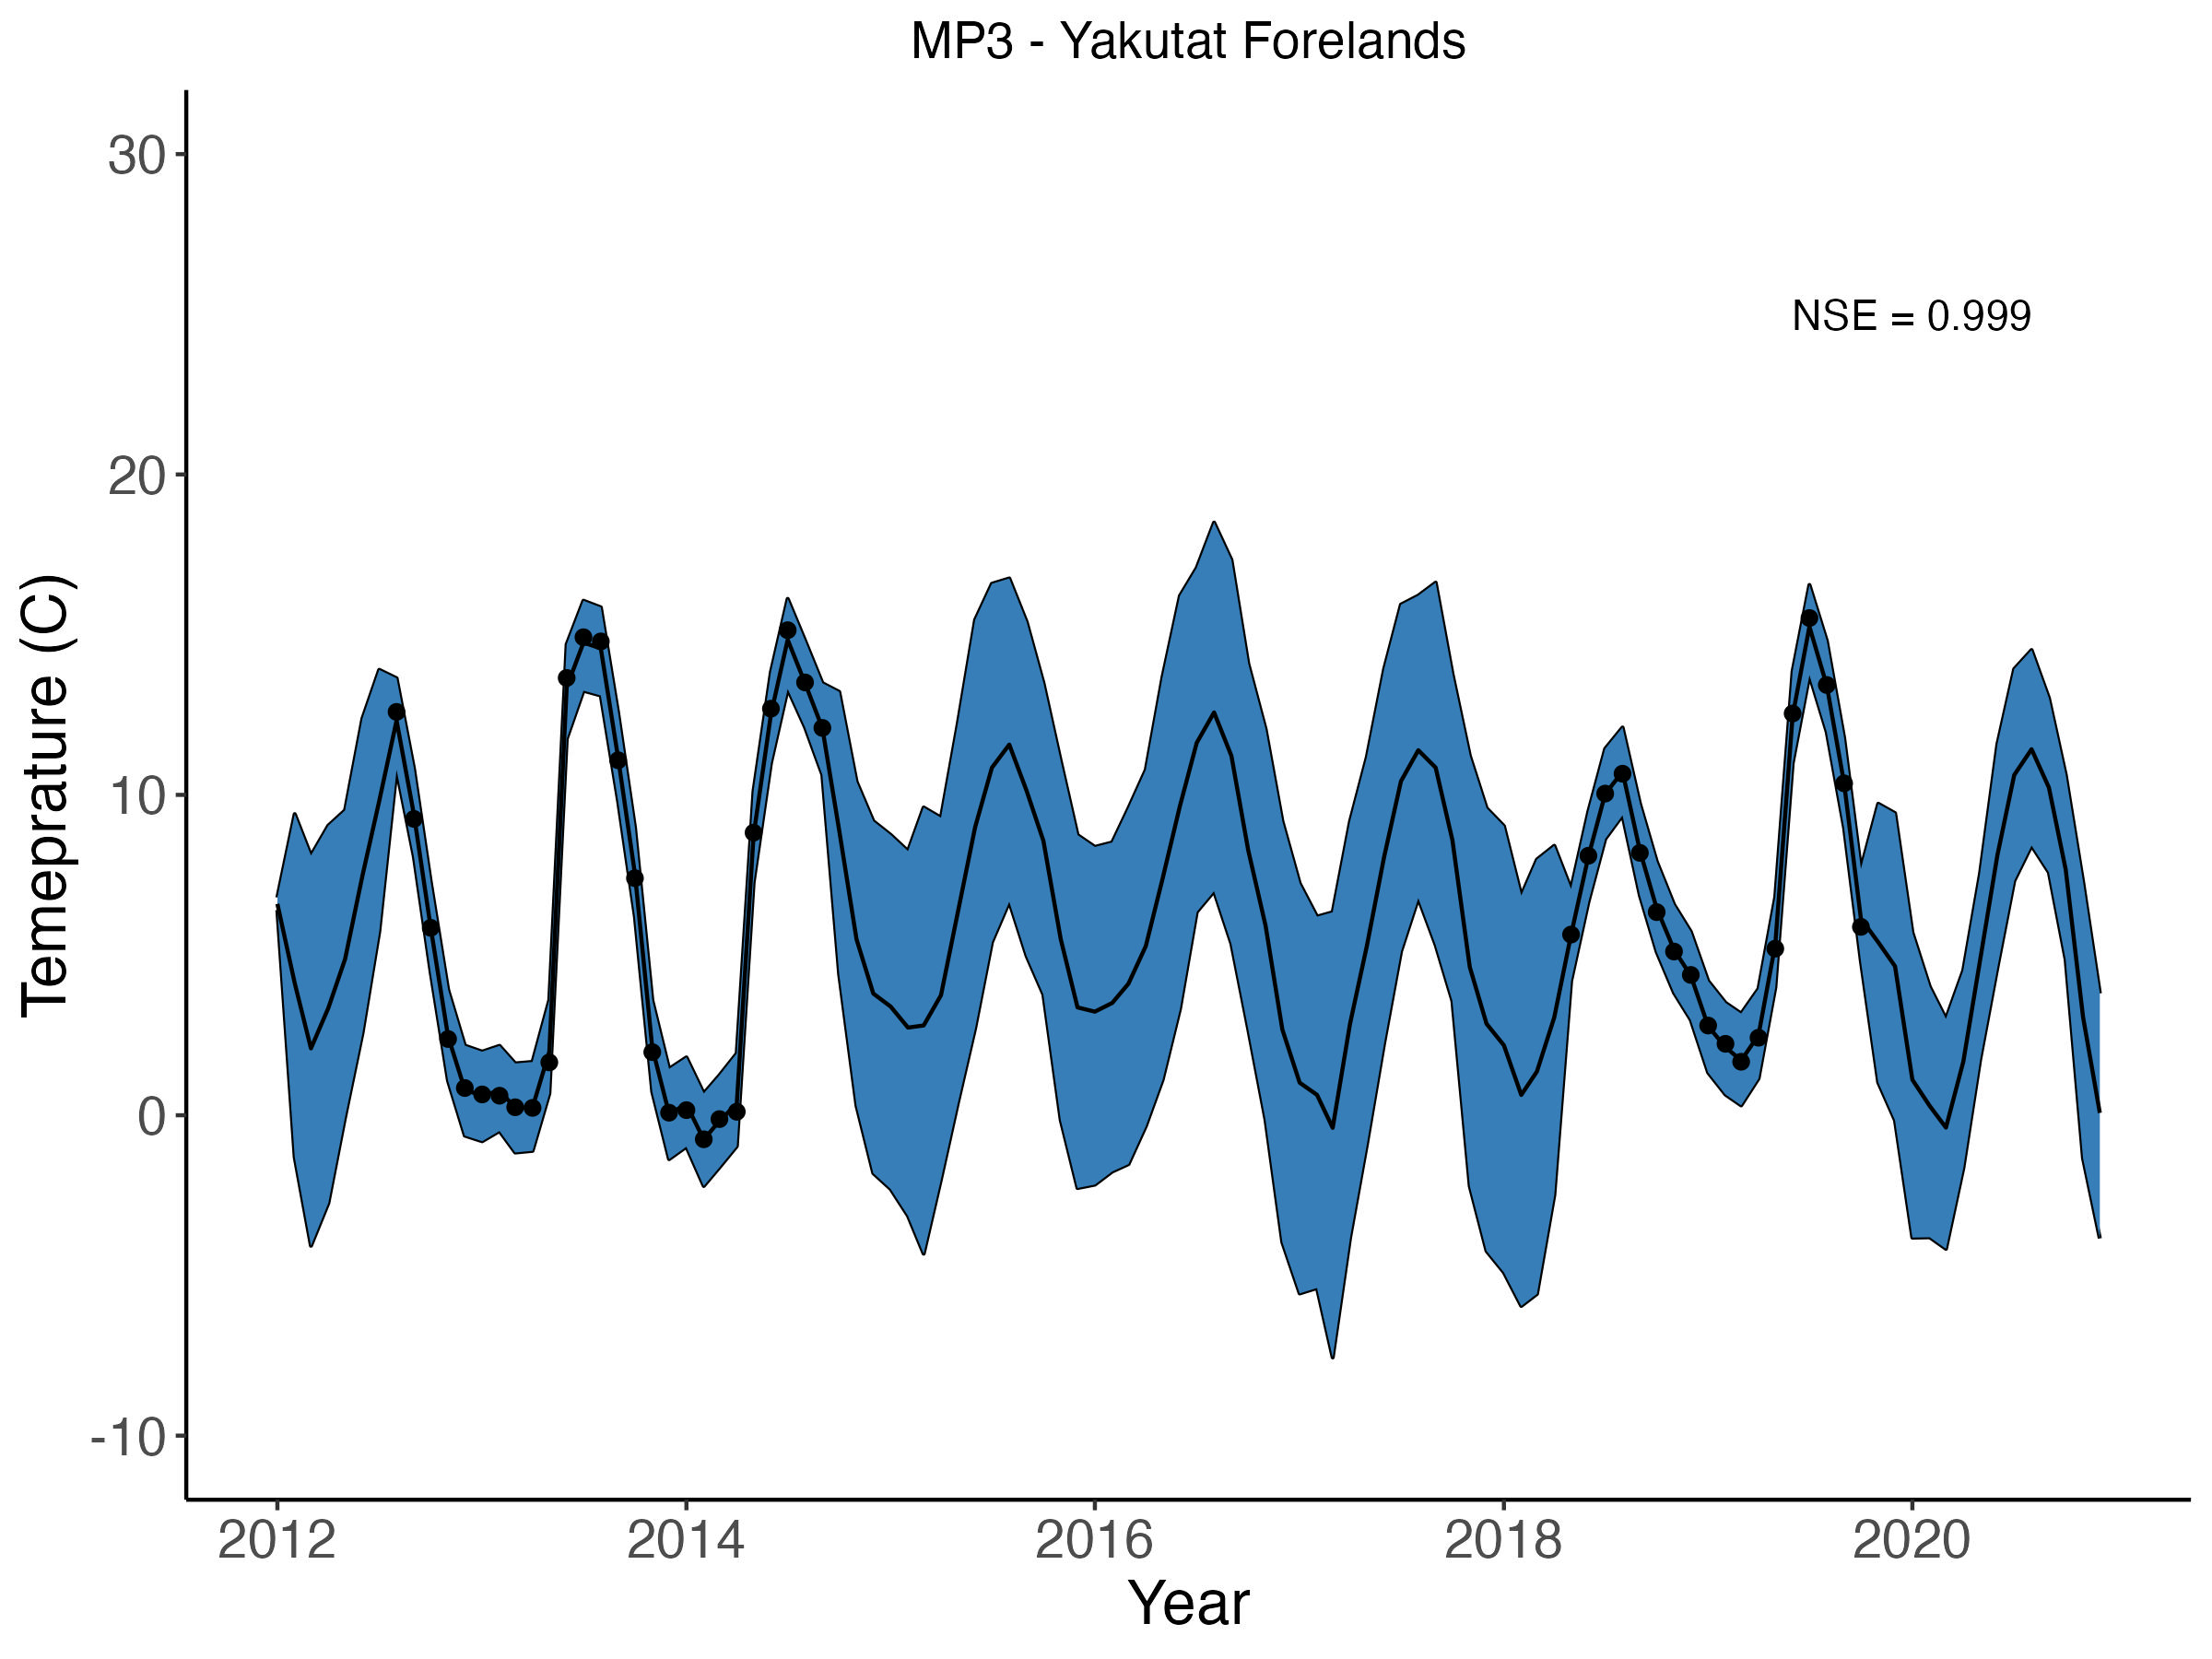 MP3 - Yakutat Forelands
30
20
10
0
-10
Temeprature (C)
NSE = 0.999
2012
2014
2016
2018
2020
Year